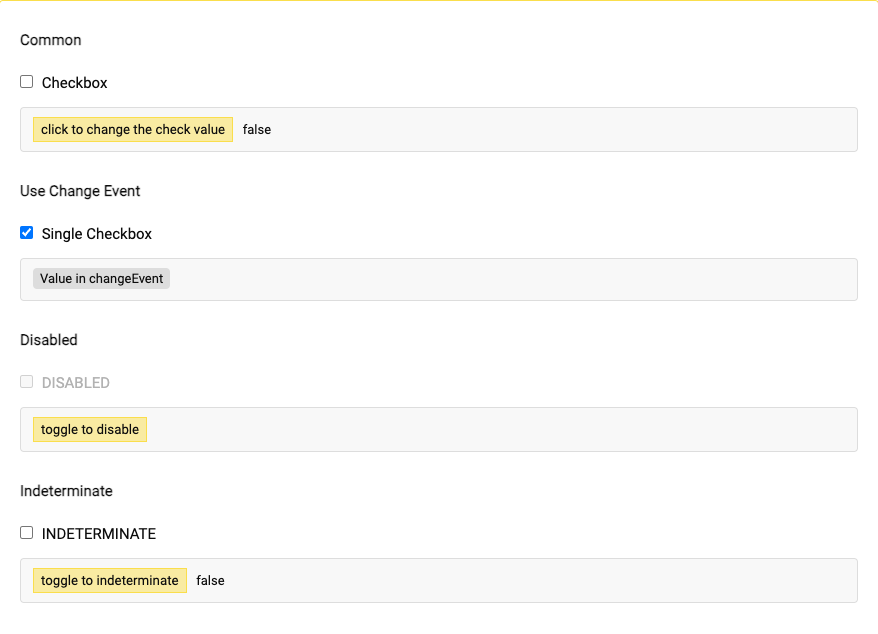 Common
Checkbox
click to change the check value false
Use Change Event
Single Checkbox
Value in changeEvent
Disabled
DISABLED
toggle to disable
Indeterminate
INDETERMINATE
toggle to indeterminate false